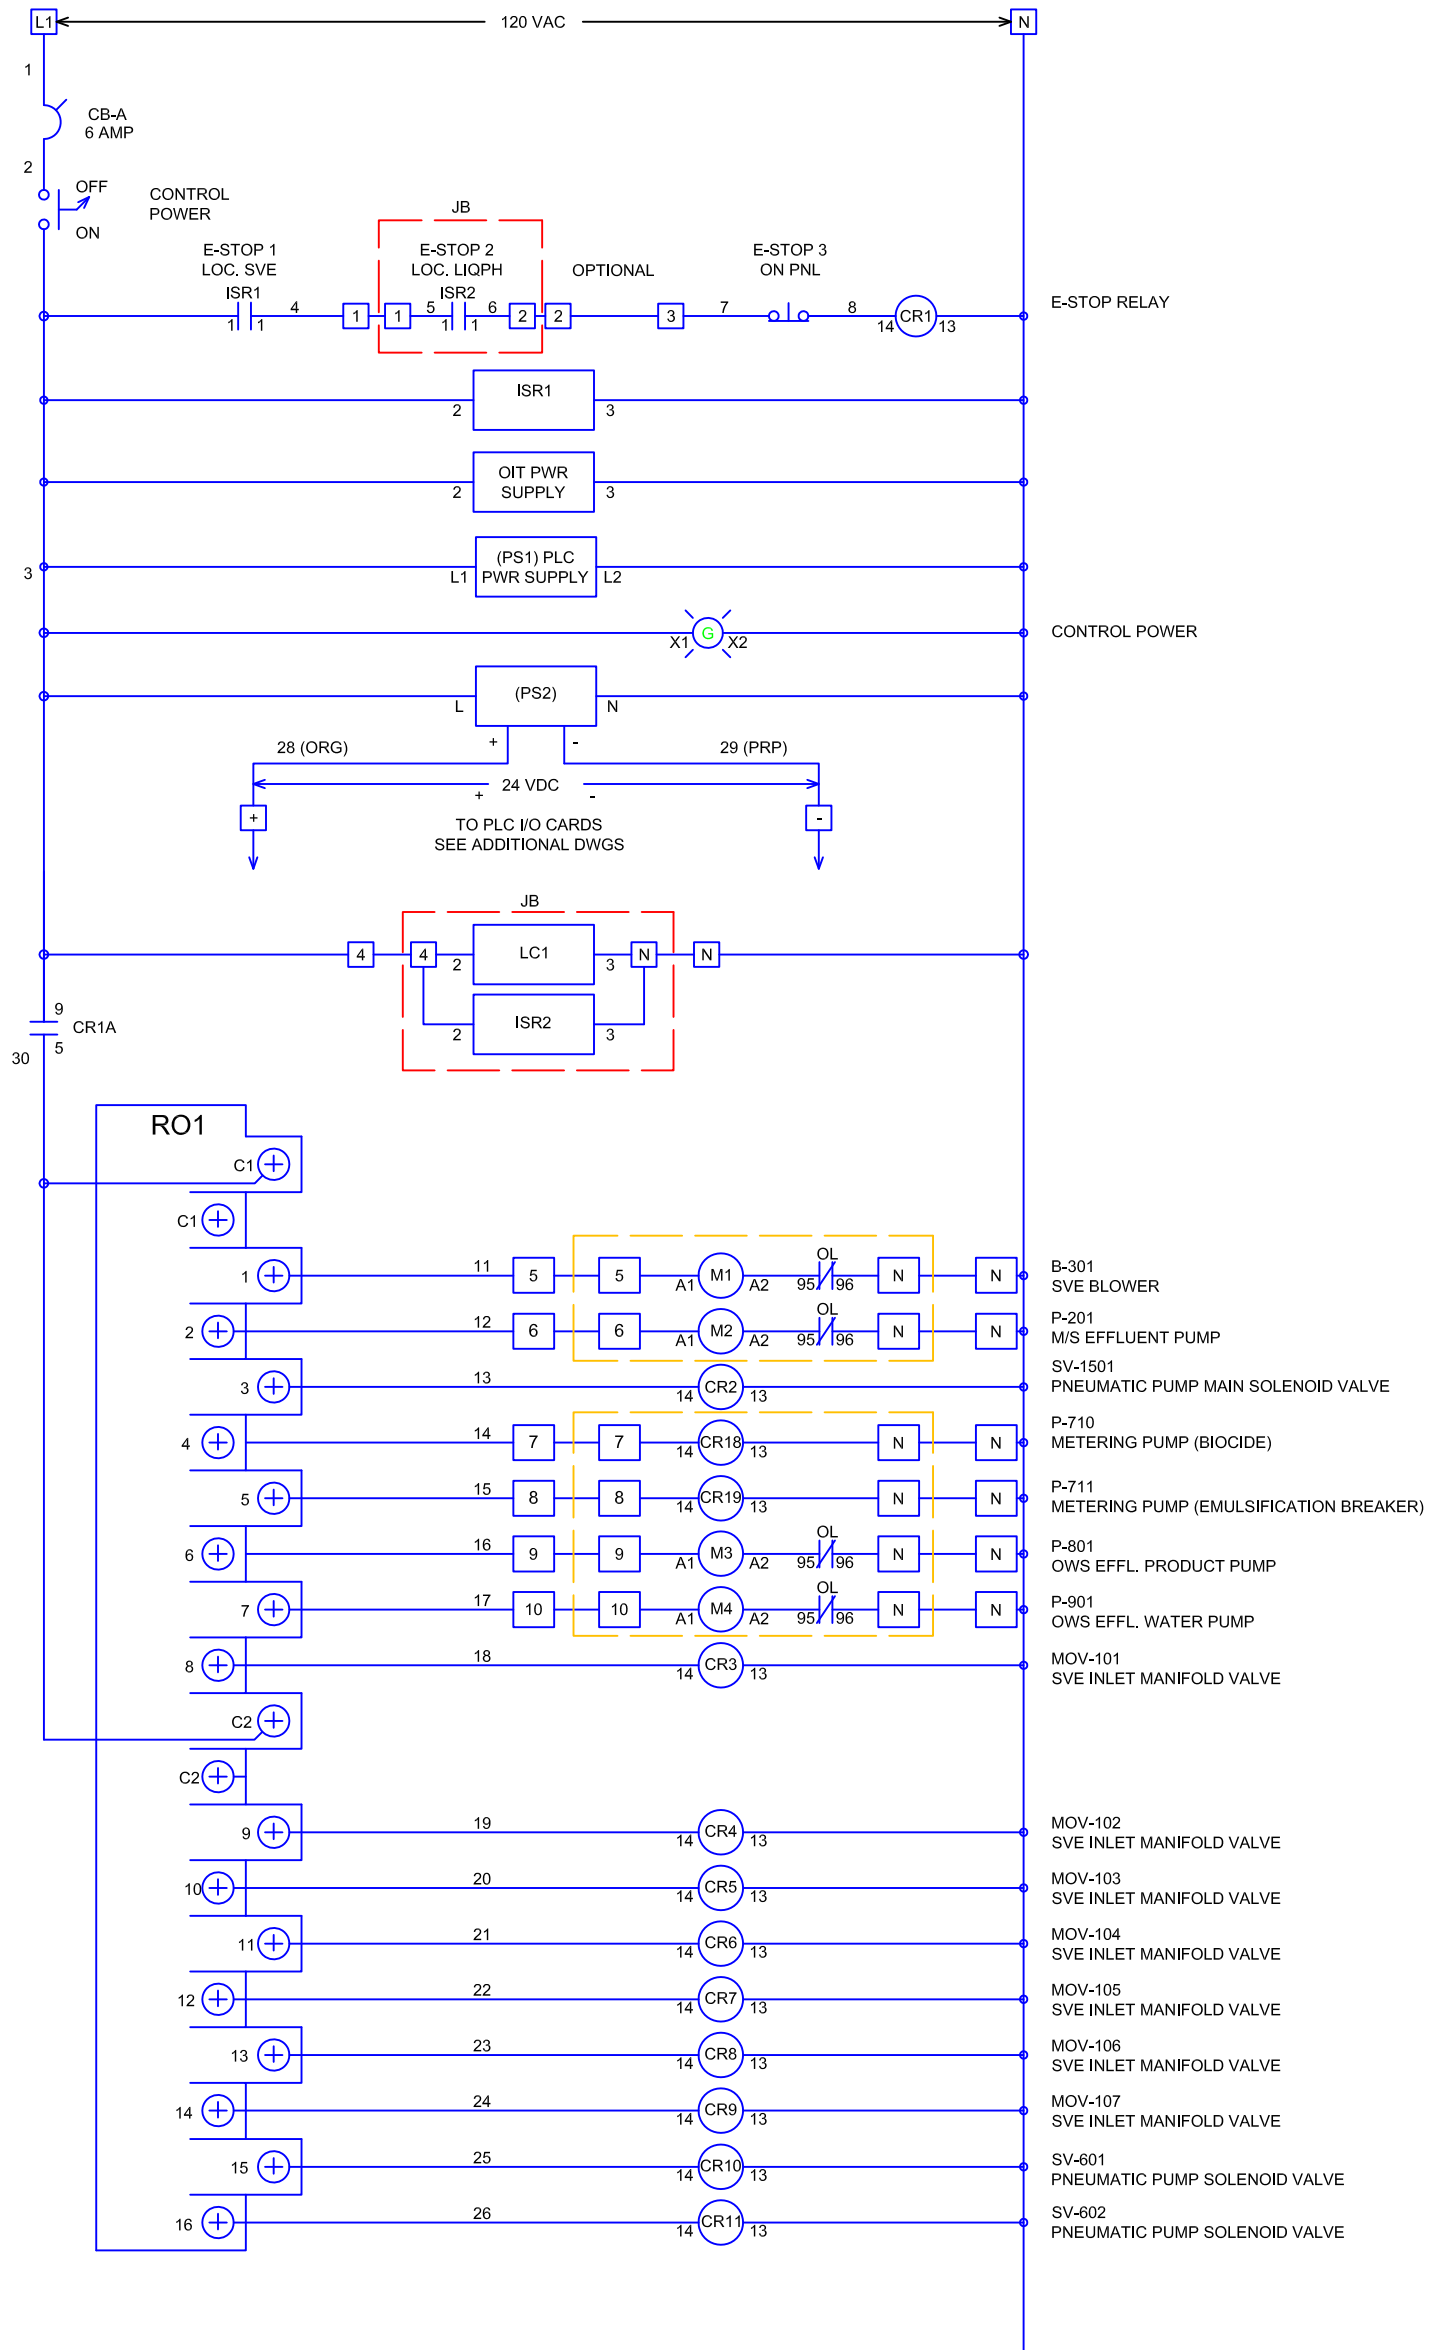 L1 120 VAC N
1
CB-A
6 AMP
2
OFF
CONTROL
POWER
ON
JB
E-STOP 1
LOC. SVE
ISR1
E-STOP 2
LOC. LIQPH
ISR2
OPTIONAL
E-STOP 3
ON PNL
E-STOP RELAY
1 1 4 1 1 5 1 1 6 2 2 3 7 8 14 CR1 13
ISR1
2 3
OIT PWR
SUPPLY
2 3
3
(PS1) PLC
PWR SUPPLY
L1 L2
X1 G X2 CONTROL POWER
(PS2)
L N
+ -
28 (ORG) 29 (PRP)
24 VDC
+ -
+ -
TO PLC I/O CARDS
SEE ADDITIONAL DWGS
JB
4 4 2 LC1 3 N N
2 ISR2 3
9
CR1A
5
30
RO1
C1
C1
1 11 5 5 A1 M1 A2 OL 95 96 N N B-301
SVE BLOWER
2 12 6 6 A1 M2 A2 OL 95 96 N N P-201
M/S EFFLUENT PUMP
3 13 14 CR2 13 SV-1501
PNEUMATIC PUMP MAIN SOLENOID VALVE
4 14 7 7 14 CR18 13 N N P-710
METERING PUMP (BIOCIDE)
5 15 8 8 14 CR19 13 N N P-711
METERING PUMP (EMULSIFICATION BREAKER)
6 16 9 9 A1 M3 A2 OL 95 96 N N P-801
OWS EFFL. PRODUCT PUMP
7 17 10 10 A1 M4 A2 OL 95 96 N N P-901
OWS EFFL. WATER PUMP
8 18 14 CR3 13 MOV-101
SVE INLET MANIFOLD VALVE
C2
C2
9 19 14 CR4 13 MOV-102
SVE INLET MANIFOLD VALVE
10 20 14 CR5 13 MOV-103
SVE INLET MANIFOLD VALVE
11 21 14 CR6 13 MOV-104
SVE INLET MANIFOLD VALVE
12 22 14 CR7 13 MOV-105
SVE INLET MANIFOLD VALVE
13 23 14 CR8 13 MOV-106
SVE INLET MANIFOLD VALVE
14 24 14 CR9 13 MOV-107
SVE INLET MANIFOLD VALVE
15 25 14 CR10 13 SV-601
PNEUMATIC PUMP SOLENOID VALVE
16 26 14 CR11 13 SV-602
PNEUMATIC PUMP SOLENOID VALVE